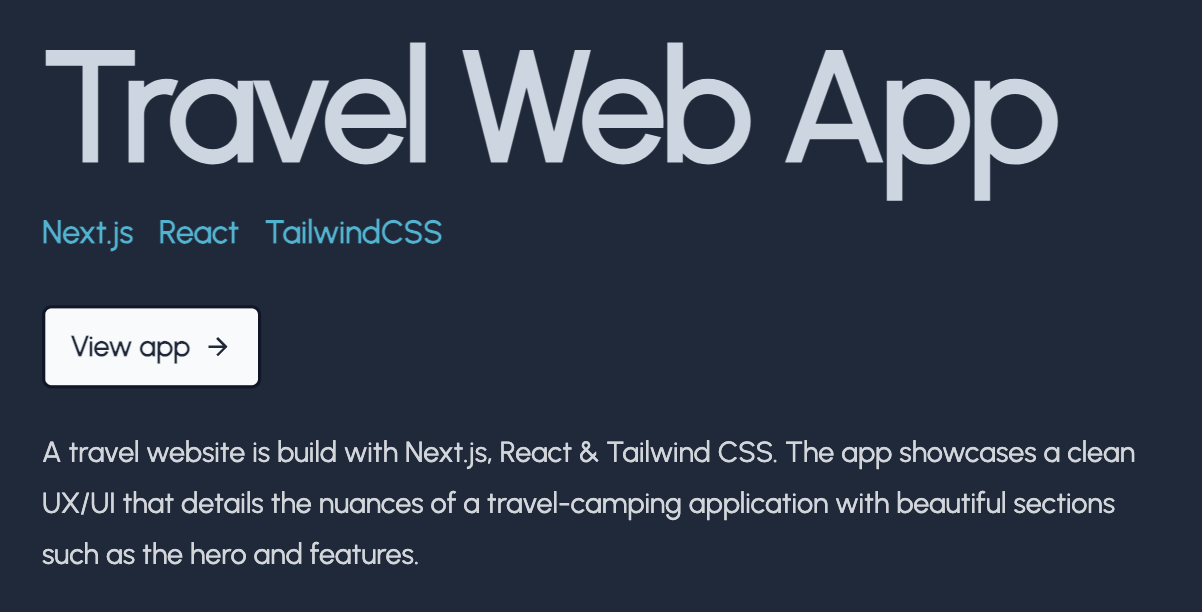 Travel Web App
Next.js React TailwindCSS
View app →
A travel website is build with Next.js, React & Tailwind CSS. The app showcases a clean
UX/UI that details the nuances of a travel-camping application with beautiful sections
such as the hero and features.